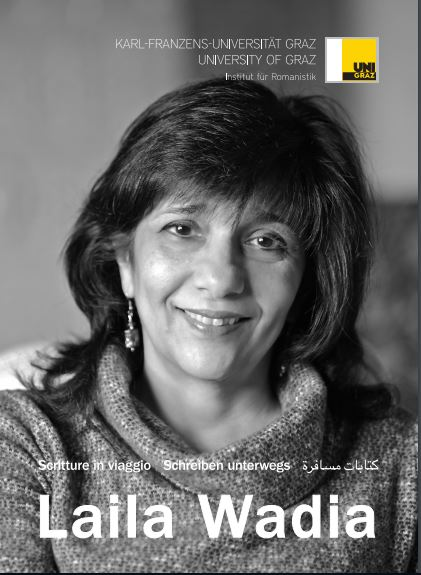 KARL-FRANZENS-UNIVERSITÄT GRAZ
UNIVERSITY OF GRAZ
Institut für Romanistik
UNI
GRAZ
Scritture in viaggio Schreiben unterwegs كتابات مسافرة
Laila Wadia